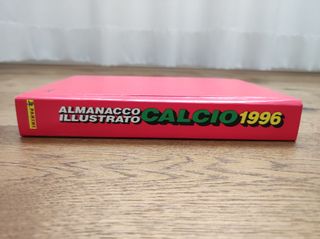 ALMANACCO
ILLUSTRATO
CALCIO 1996